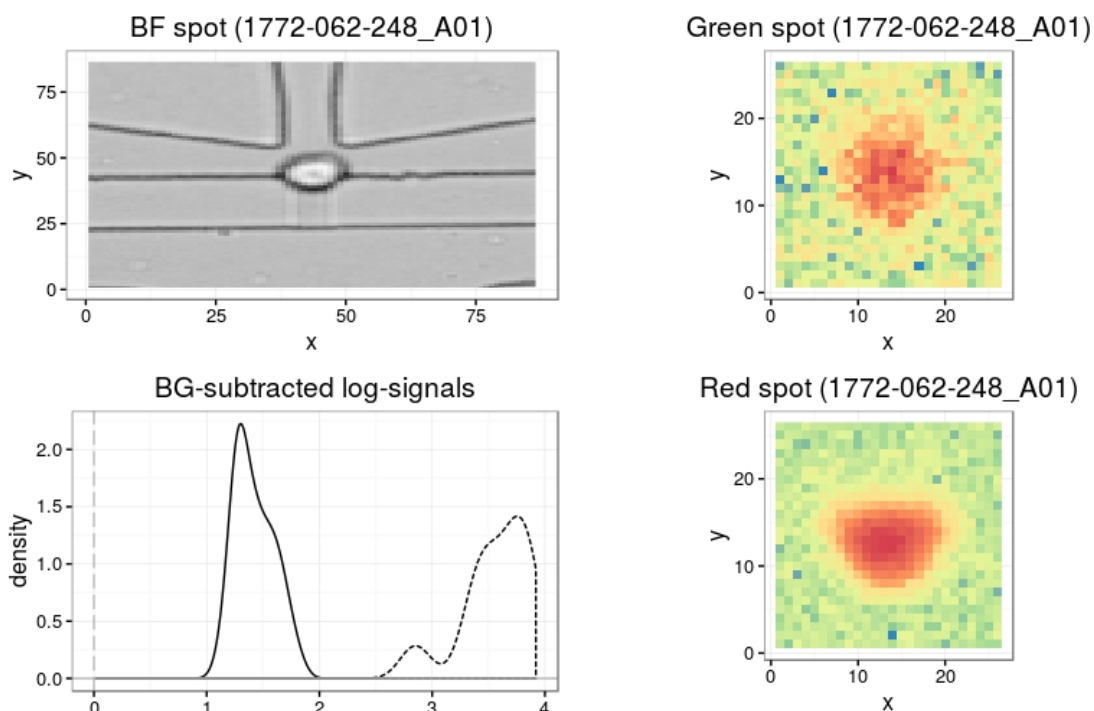 BF spot (1772-062-248_A01)
75
50
25
0
y
0 25 50 75
x
Green spot (1772-062-248_A01)
20
10
0
y
0 10 20
x
BG-subtracted log-signals
2.0
1.5
1.0
0.5
0.0
density
0 1 2 3 4
Red spot (1772-062-248_A01)
20
10
0
y
0 10 20
x